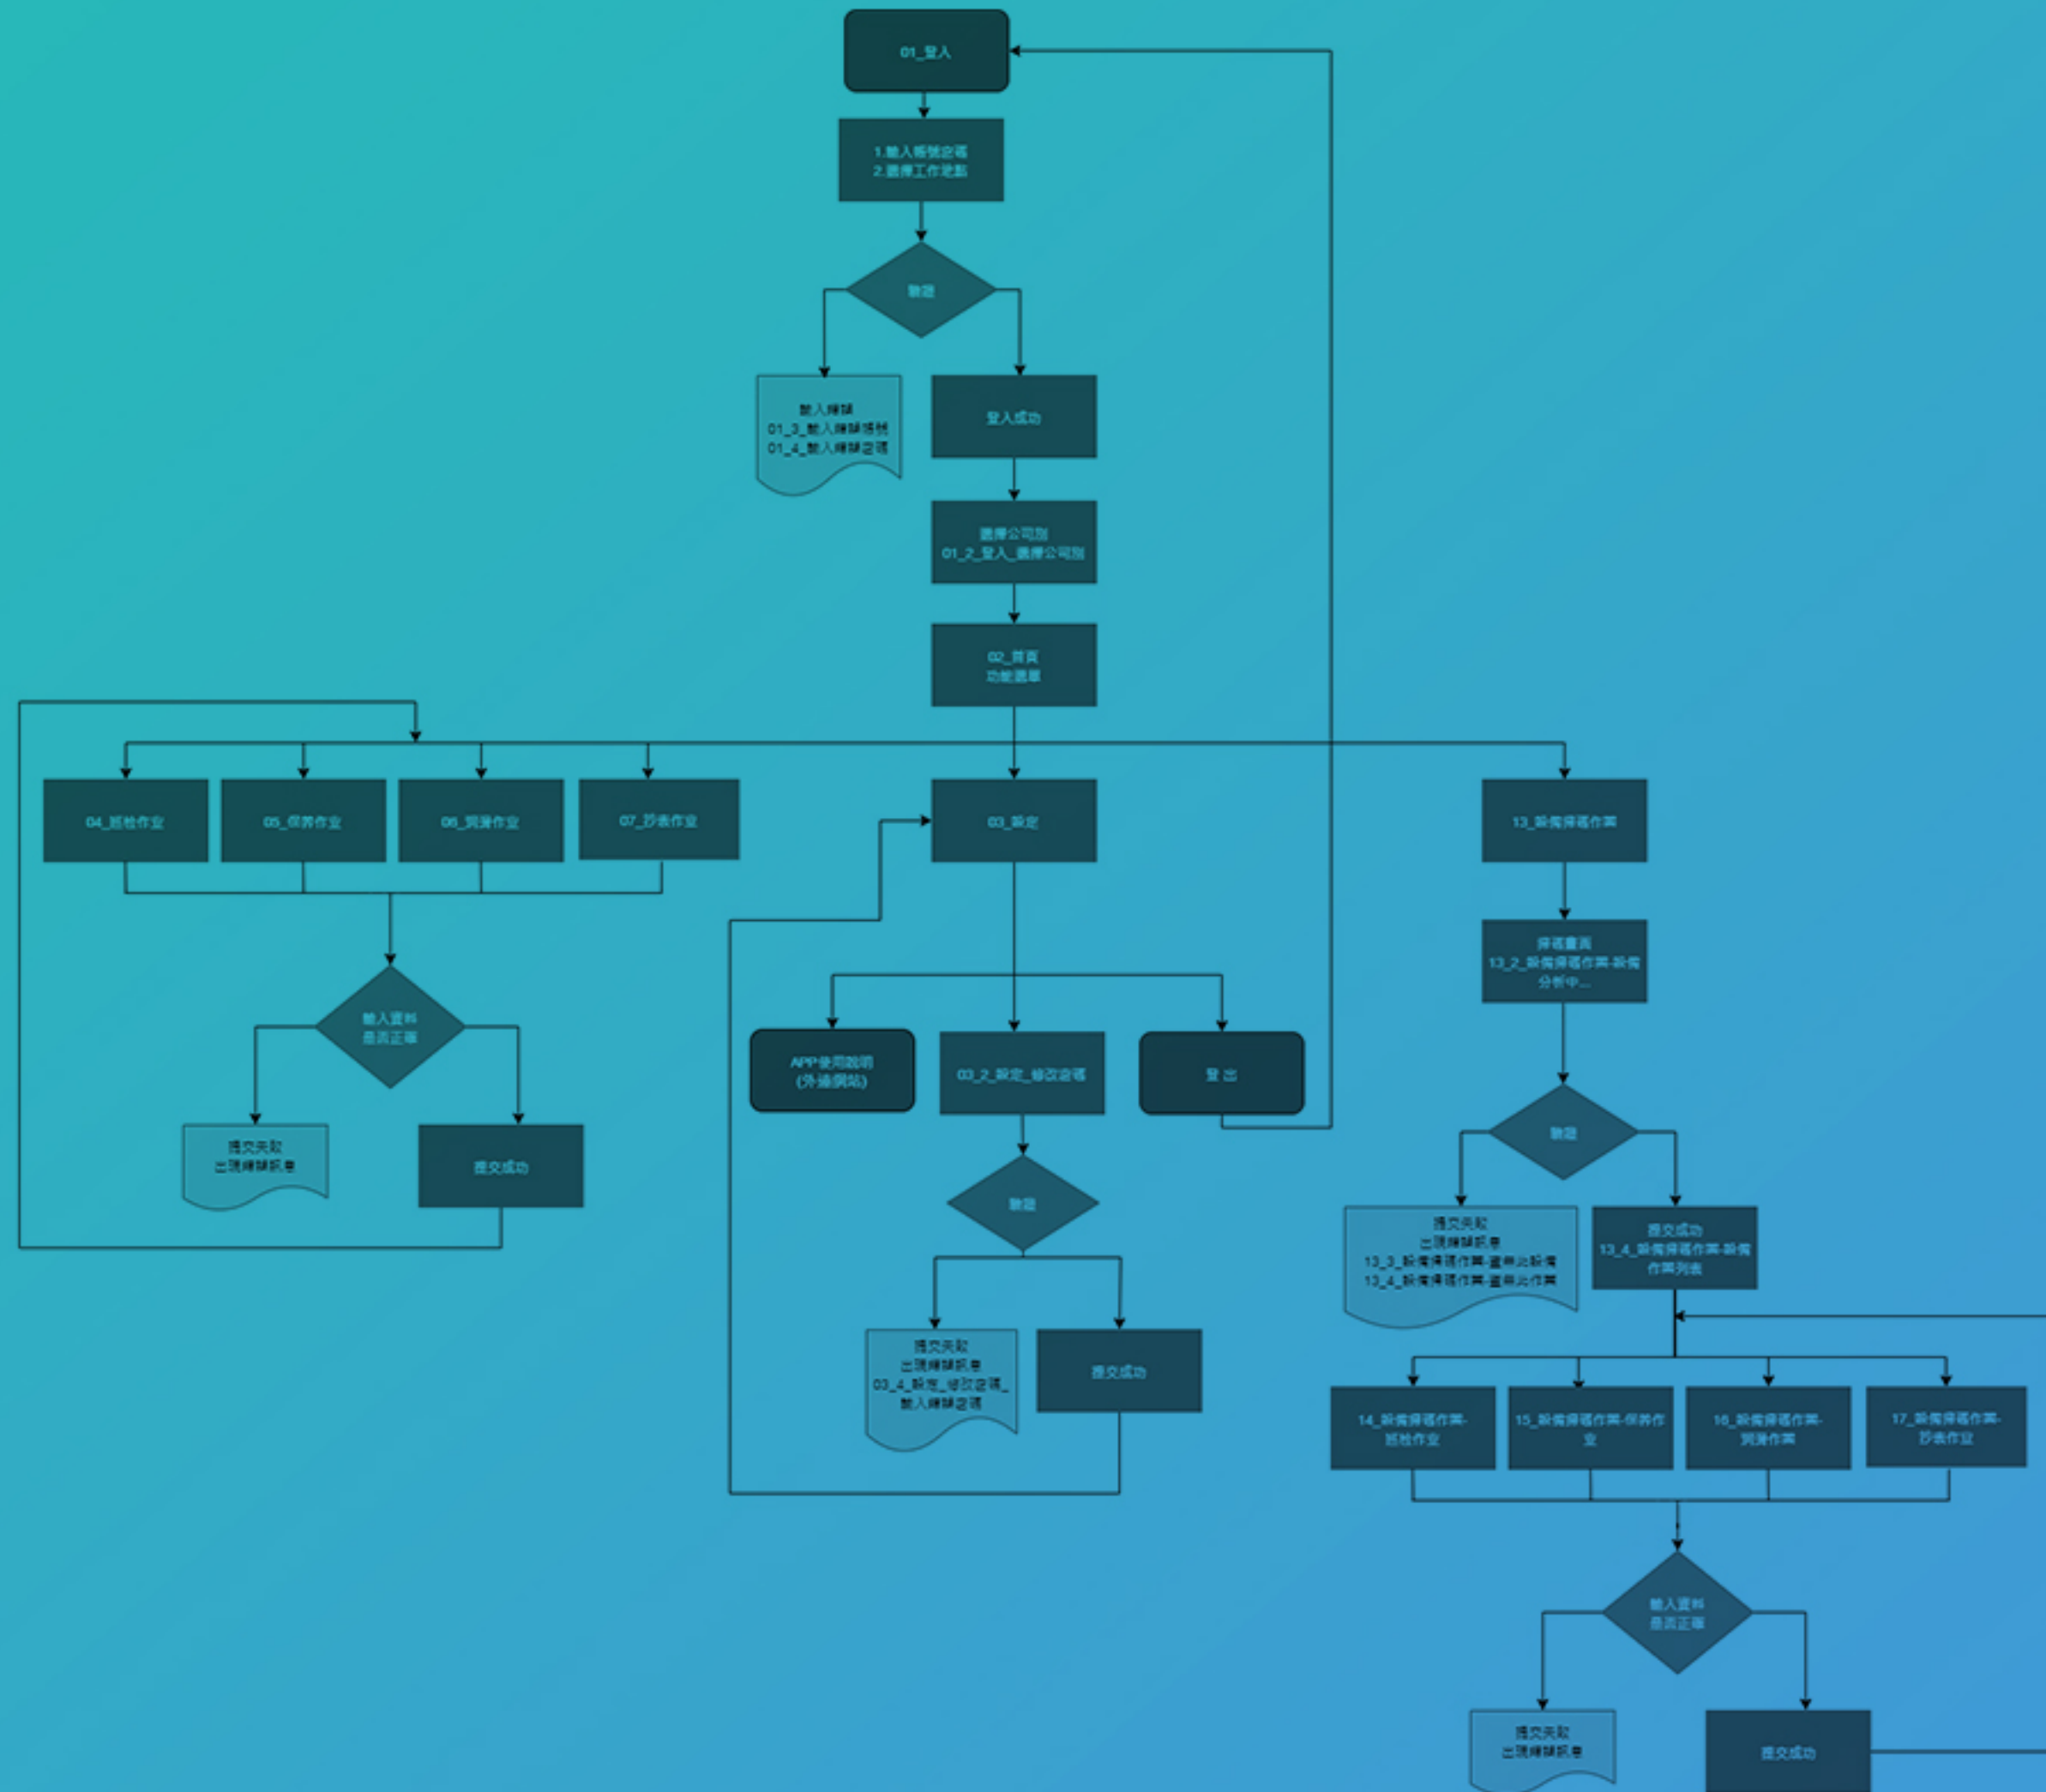 01_登入
1.輸入帳號密碼
2.選擇工作地點
驗證
輸入錯誤
01_3_輸入錯誤帳號
01_4_輸入錯誤密碼
登入成功
選擇公司別
01_2_登入_選擇公司別
02_首頁
功能選單
04_巡檢作业
05_保养作业
06_潤滑作业
07_抄表作业
03_設定
13_設備掃碼作業
掃碼畫面
13_2_設備掃碼作業-設備
分析中...
輸入資料
是否正確
APP使用說明
(外連網站)
03_2_設定_修改密碼
登 出
驗證
提交失敗
出現錯誤訊息
提交成功
驗證
提交失敗
出現錯誤訊息
13_3_設備掃碼作業-查無此設備
13_4_設備掃碼作業-查無此作業
提交成功
13_4_設備掃碼作業-設備
作業列表
提交失敗
出現錯誤訊息
03_4_設定_修改密碼_
輸入錯誤密碼
提交成功
14_設備掃碼作業-
巡检作业
15_設備掃碼作業-保养作
业
16_設備掃碼作業-
潤滑作業
17_設備掃碼作業-
抄表作业
輸入資料
是否正確
提交失敗
出現錯誤訊息
提交成功